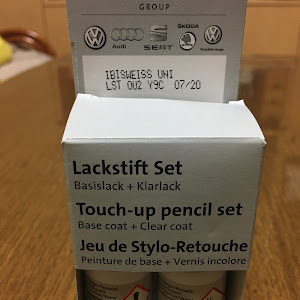 GROUP
Audi
SEAT
ŠKODA
Nutzfahrzeuge
IBISWEISS UNI
LST 0U2 Y9C 07/20
Lackstift Set
Basislack + Klarlack
Touch-up pencil set
Base coat + Clear coat
Jeu de Stylo-Retouche
Peinture de base + Vernis incolore